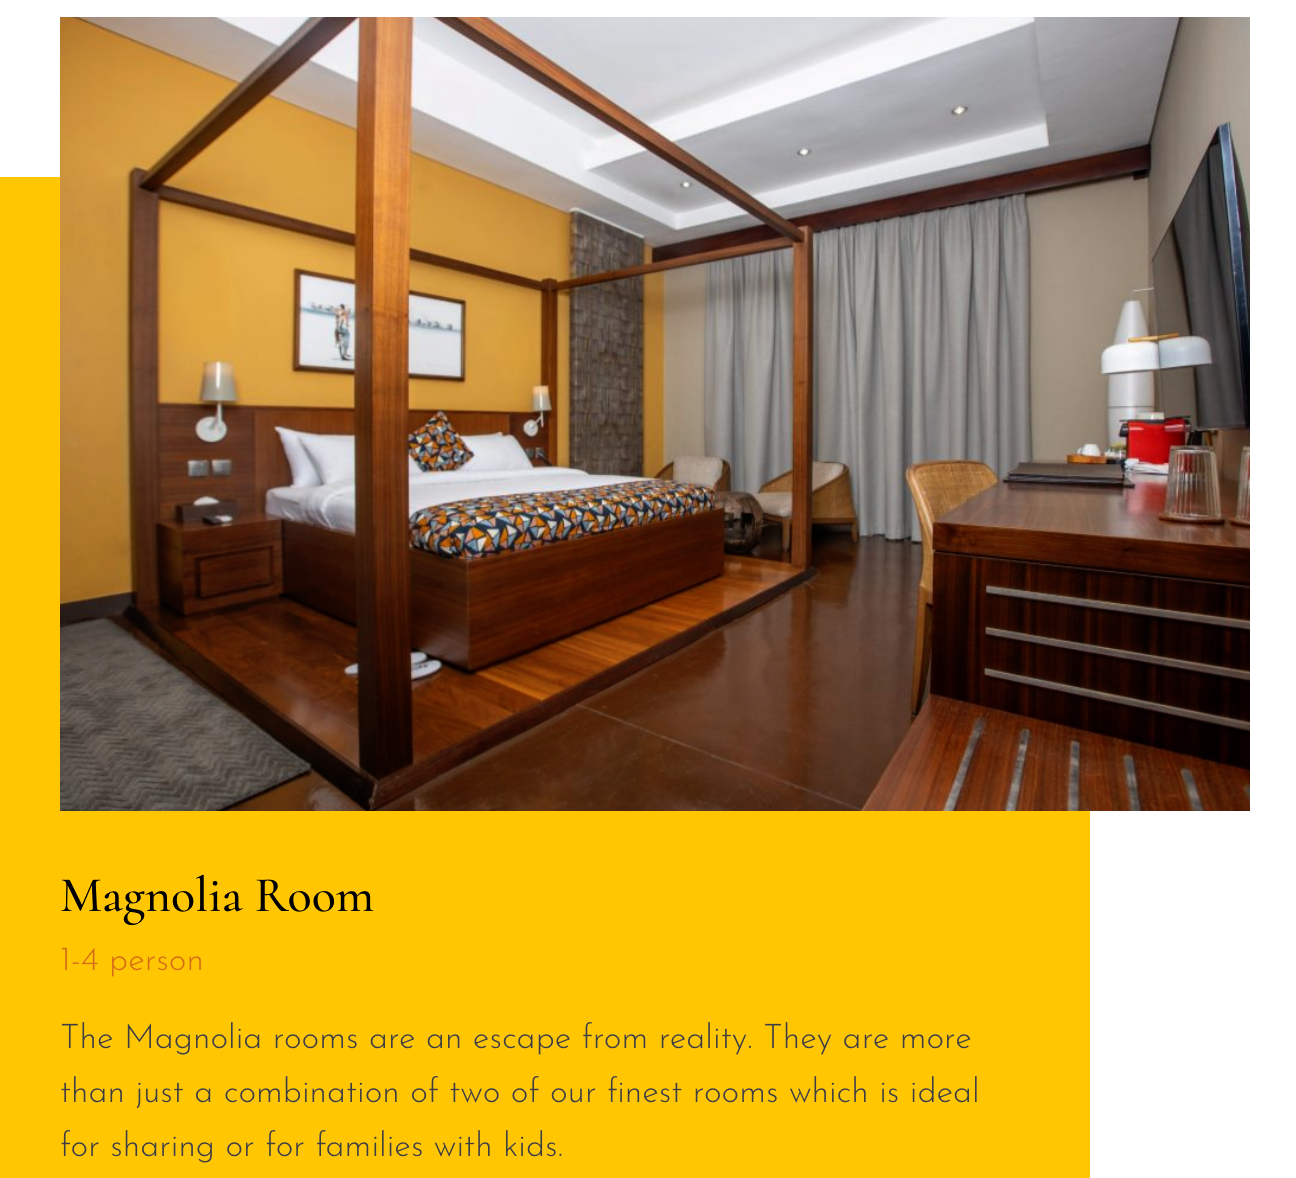 Magnolia Room
1-4 person
The Magnolia rooms are an escape from reality. They are more
than just a combination of two of our finest rooms which is ideal
for sharing or for families with kids.